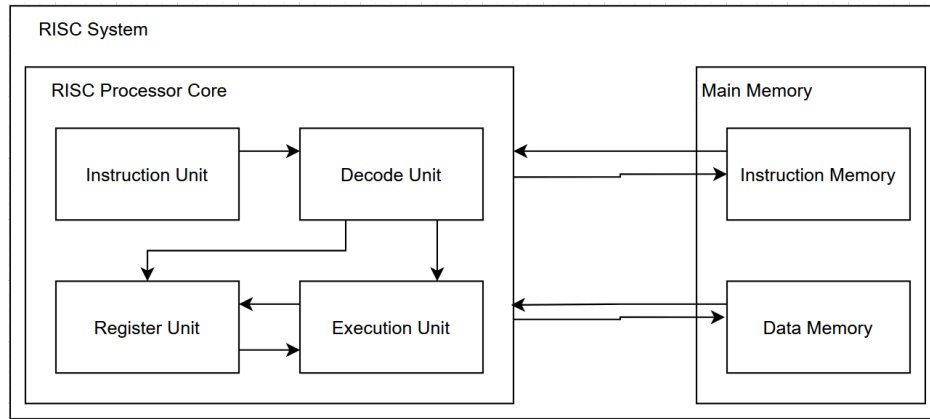 RISC System
RISC Processor Core
Main Memory
Instruction Unit
Decode Unit
Instruction Memory
Register Unit
Execution Unit
Data Memory